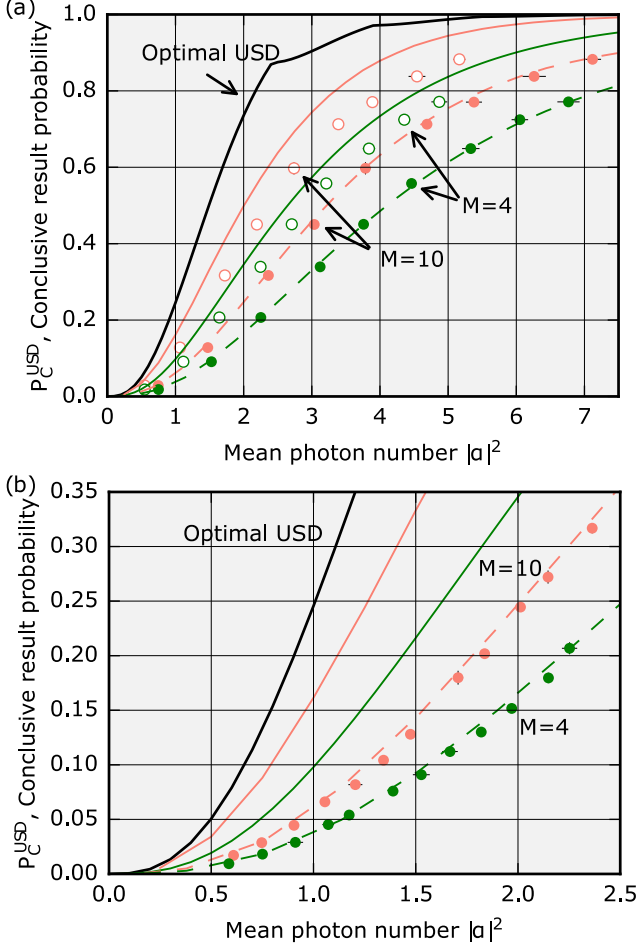 (a)
1.0
0.8
0.6
0.4
0.2
0.0
P_C^USD, Conclusive result probability
Optimal USD
M=4
M=10
0 1 2 3 4 5 6 7
Mean photon number |α|²
(b)
0.35
0.30
0.25
0.20
0.15
0.10
0.05
0.00
P_C^USD, Conclusive result probability
Optimal USD
M=10
M=4
0.0 0.5 1.0 1.5 2.0 2.5
Mean photon number |α|²